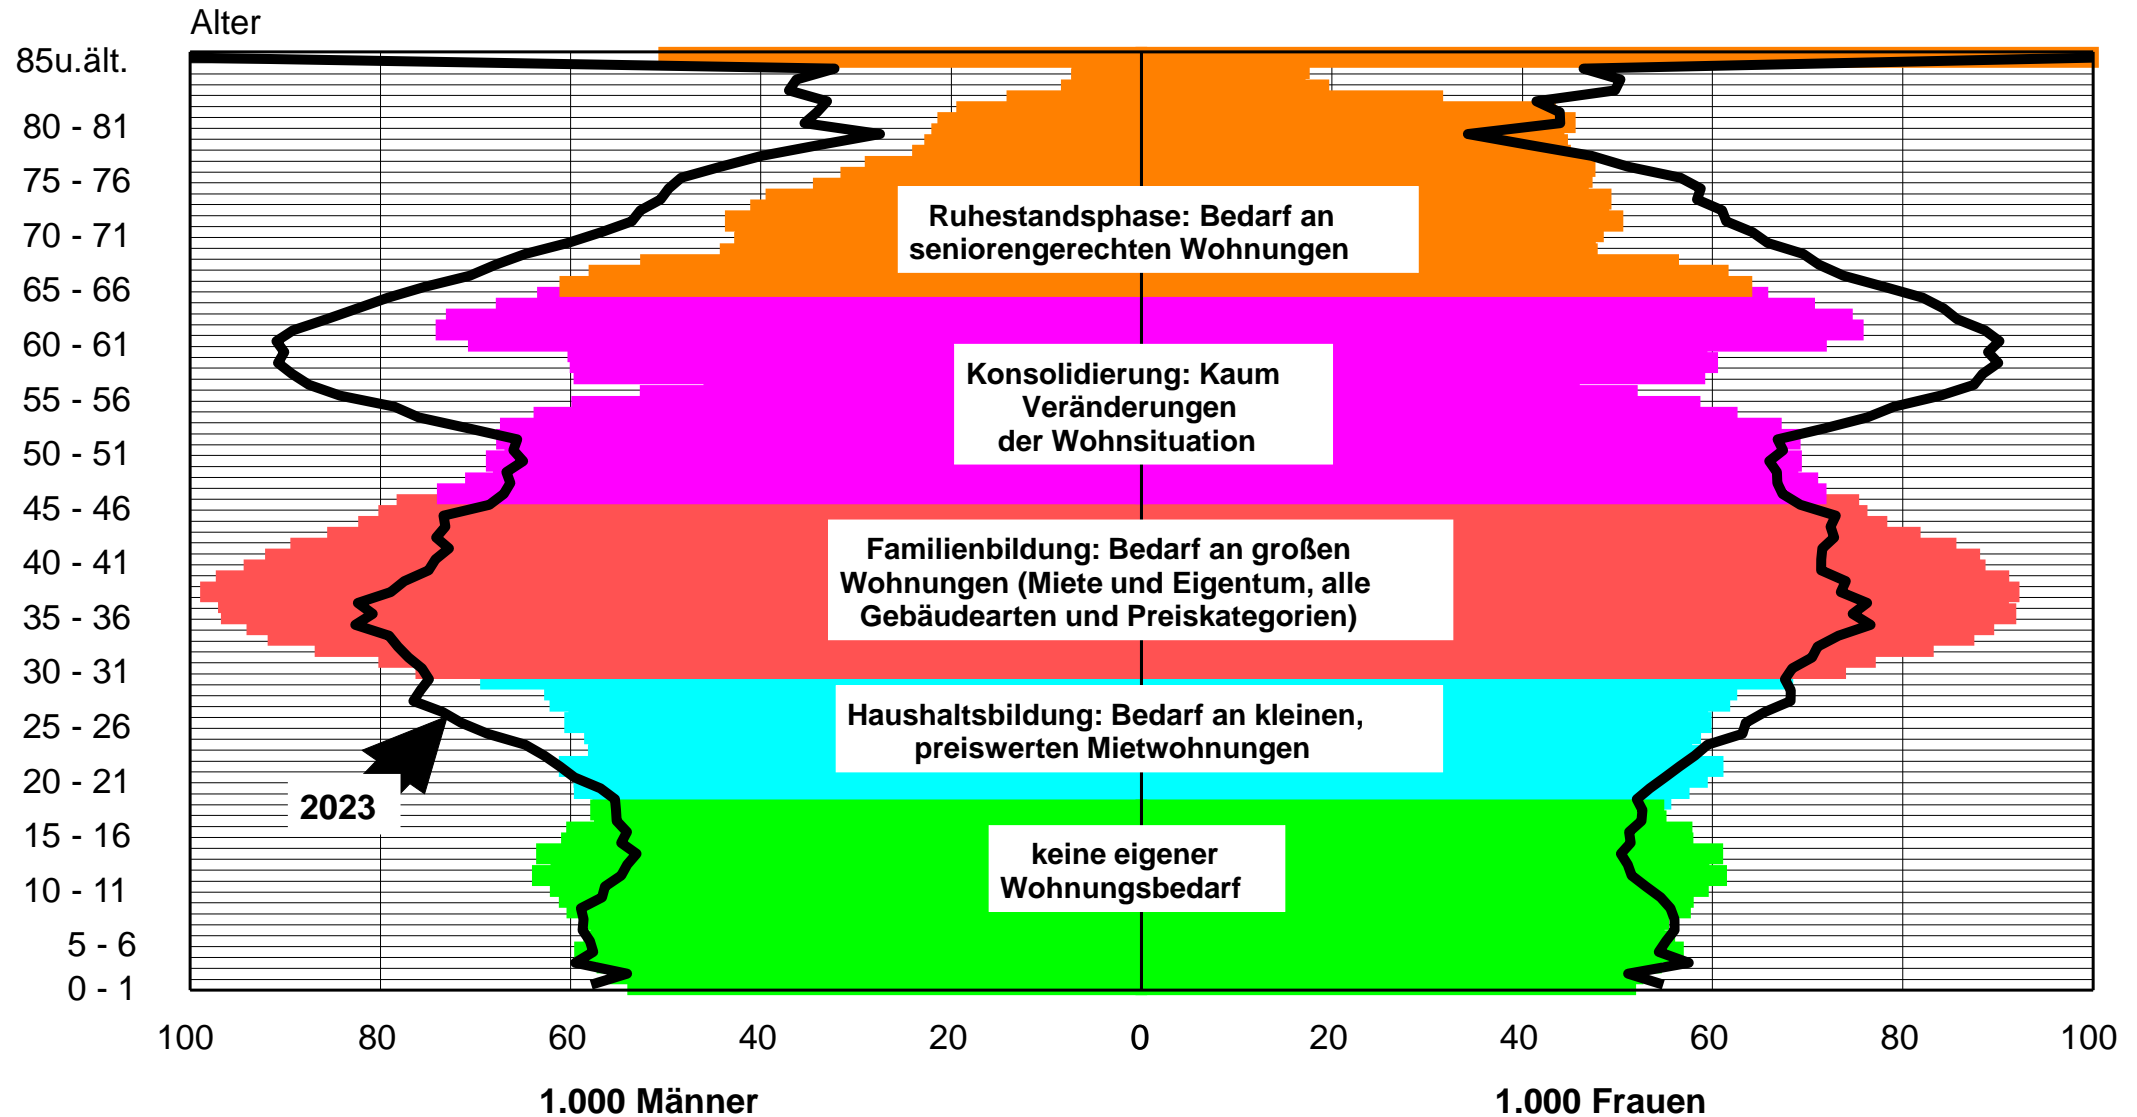 Alter
85u.ält.
80 - 81
75 - 76
70 - 71
65 - 66
60 - 61
55 - 56
50 - 51
45 - 46
40 - 41
35 - 36
30 - 31
25 - 26
20 - 21
15 - 16
10 - 11
5 - 6
0 - 1
Ruhestandsphase: Bedarf an
seniorengerechten Wohnungen
Konsolidierung: Kaum
Veränderungen
der Wohnsituation
Familienbildung: Bedarf an großen
Wohnungen (Miete und Eigentum, alle
Gebäudearten und Preiskategorien)
Haushaltsbildung: Bedarf an kleinen,
preiswerten Mietwohnungen
2023
keine eigener
Wohnungsbedarf
100 80 60 40 20 0 20 40 60 80 100
1.000 Männer 1.000 Frauen